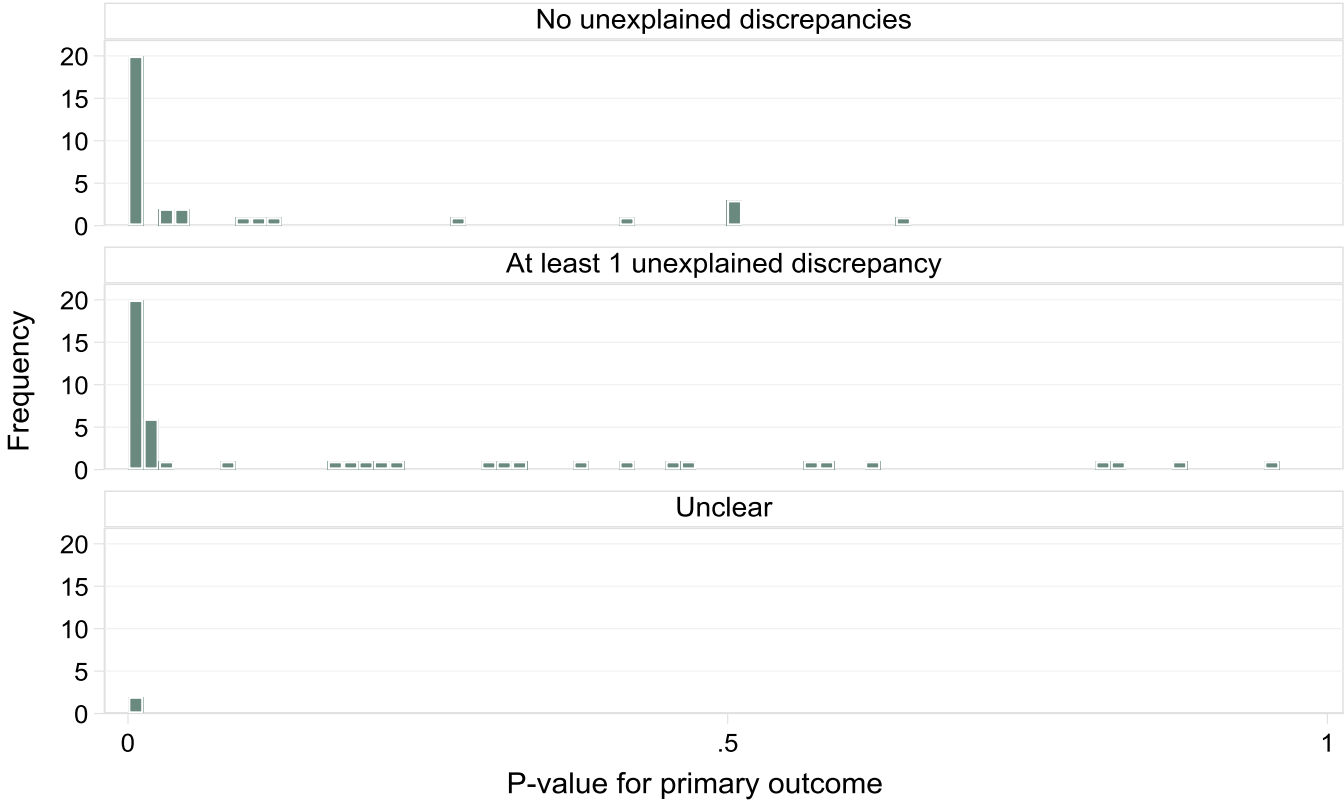 No unexplained discrepancies
20
15
10
5
0
At least 1 unexplained discrepancy
20
15
10
5
0
Frequency
Unclear
20
15
10
5
0
0 .5 1
P-value for primary outcome